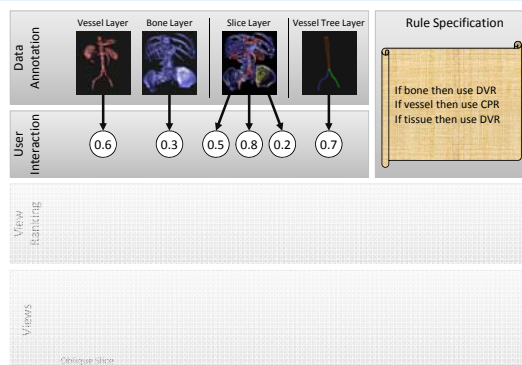 Vessel Layer
Bone Layer
Slice Layer
Vessel Tree Layer
Rule Specification
Data
Annotation
If bone then use DVR
If vessel then use CPR
If tissue then use DVR
User
Interaction
0.6
0.3
0.5
0.8
0.2
0.7
View
Ranking
Views
Oblique Slice